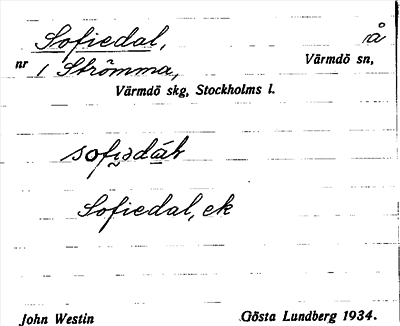 Sofiedal, å
nr 1 Strömma, Värmdö sn,
Värmdö skg, Stockholms l.
Sofiedal, ek
John Westin Gösta Lundberg 1934.